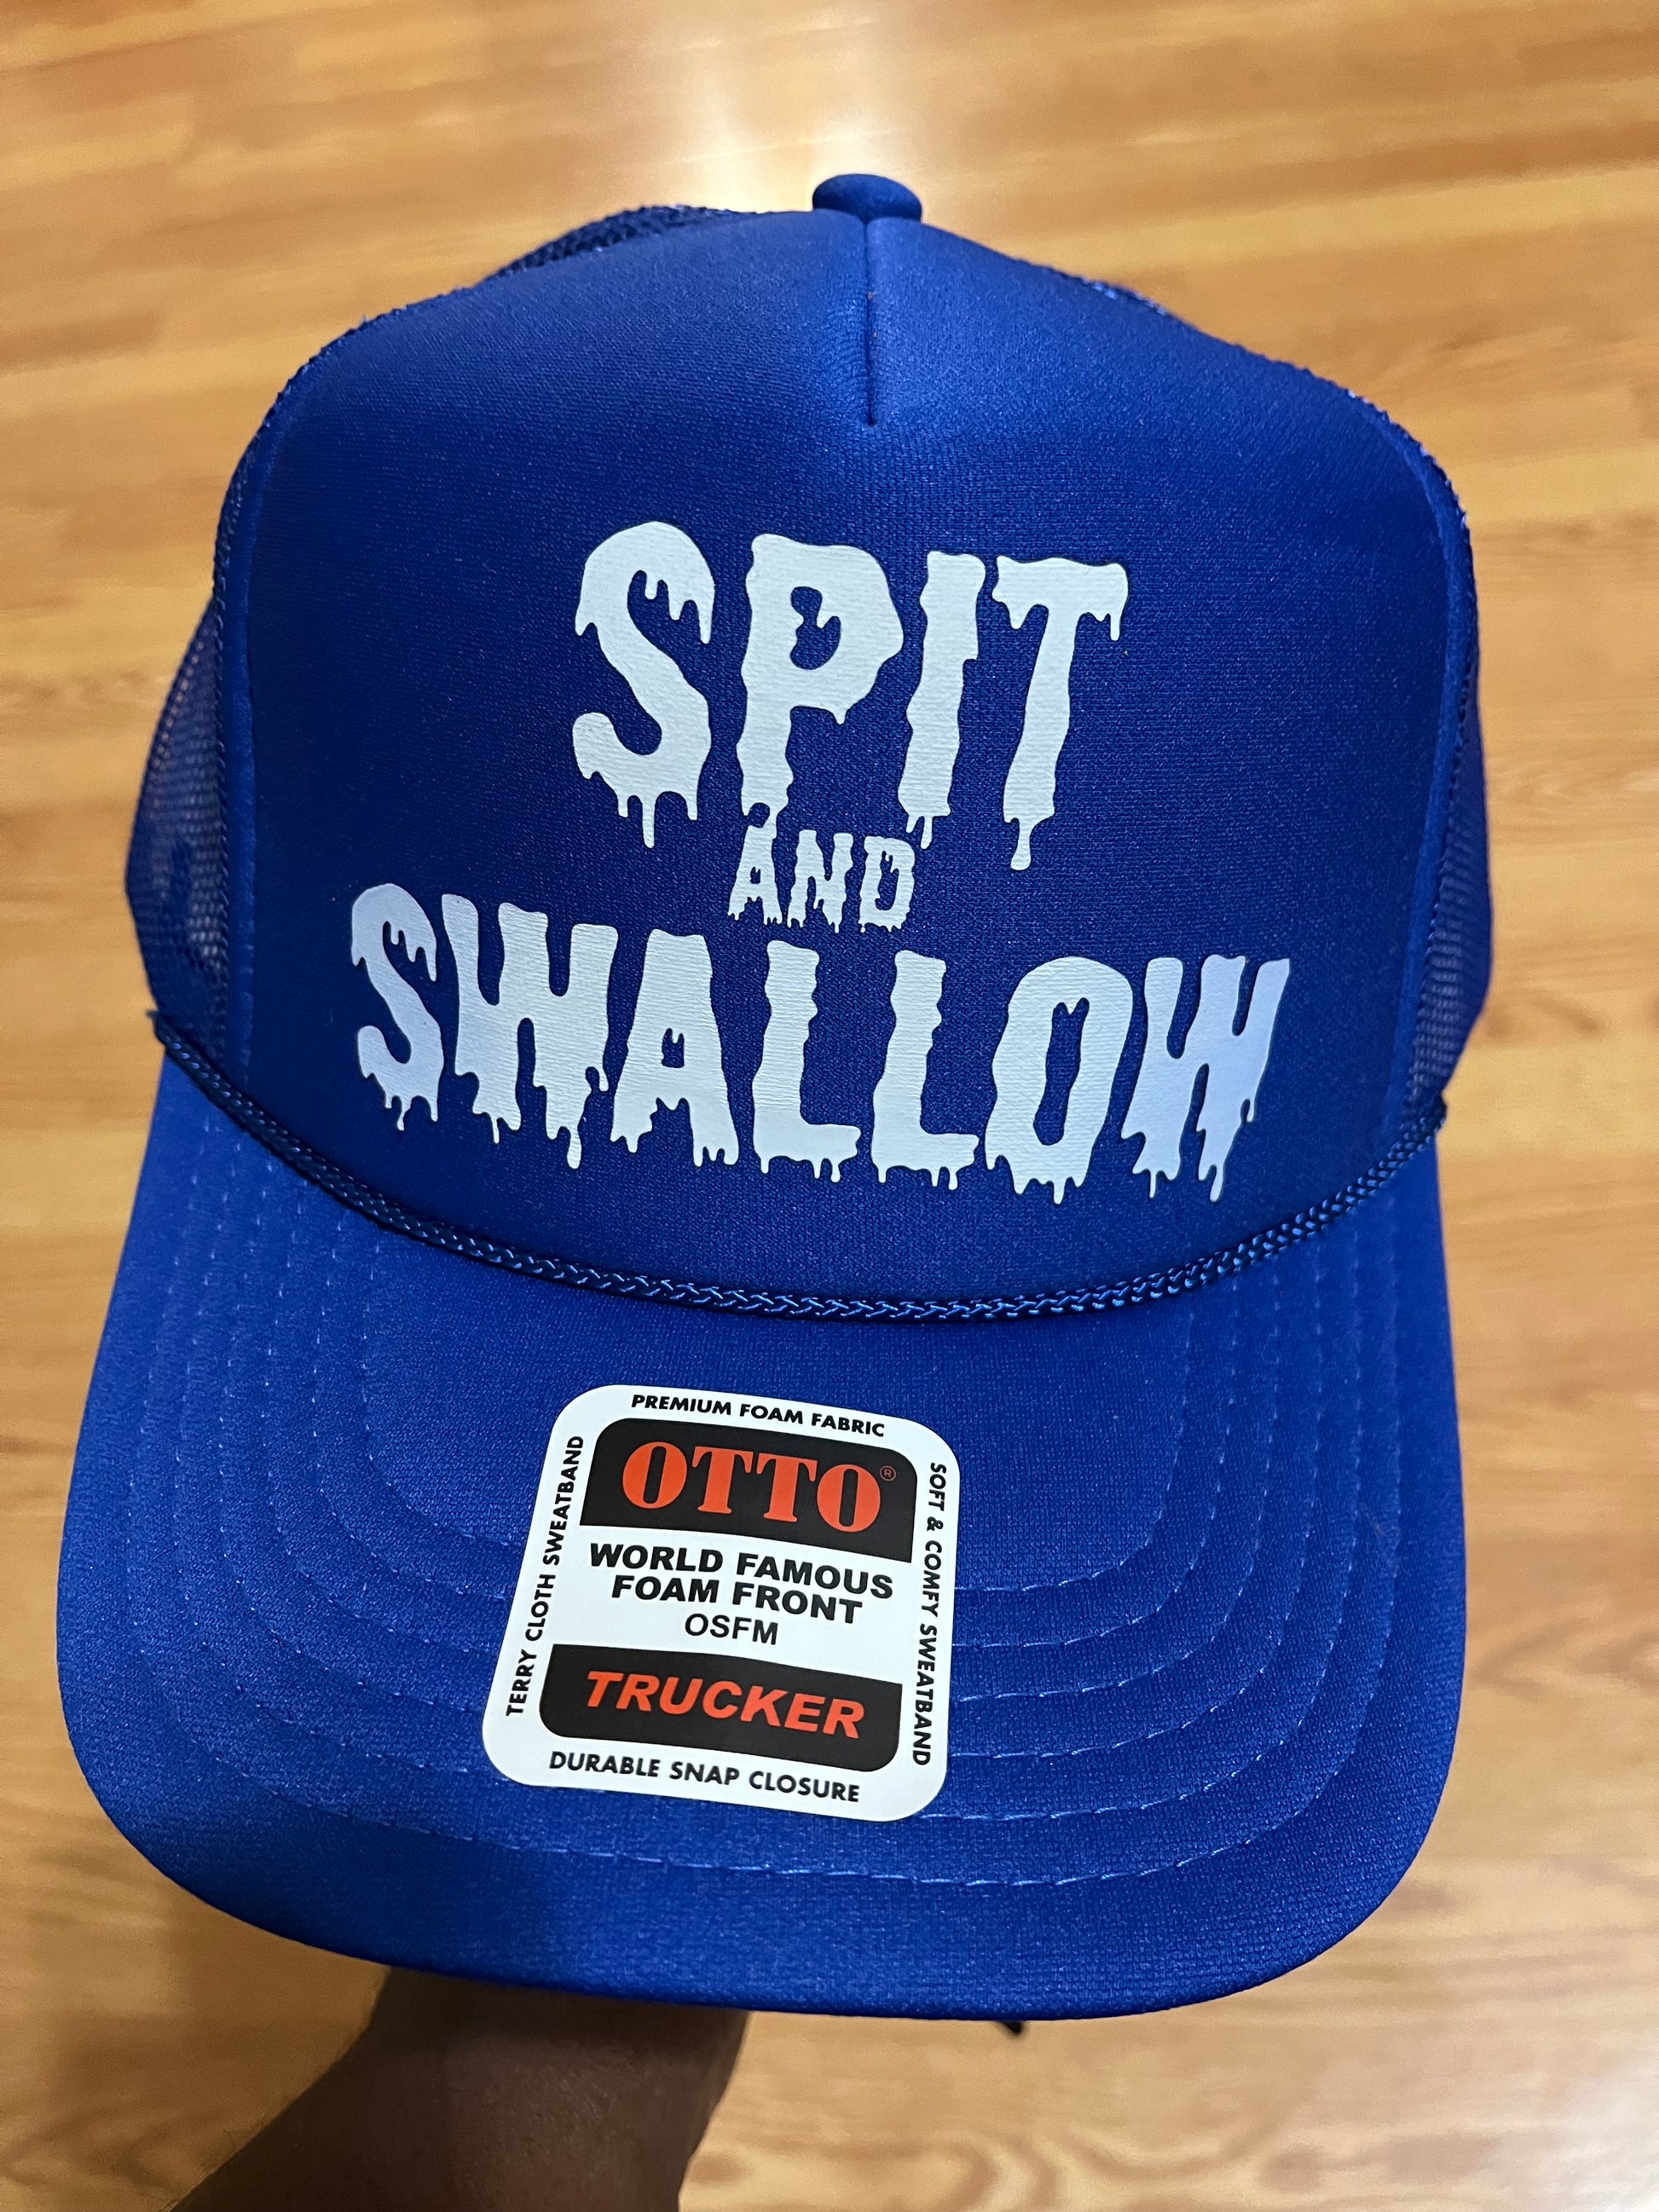 SPIT
AND
SWALLOW
PREMIUM FOAM FABRIC
OTTO®
WORLD FAMOUS
FOAM FRONT
OSFM
TRUCKER
DURABLE SNAP CLOSURE
TERRY CLOTH SWEATBAND
SOFT & COMFY SWEATBAND